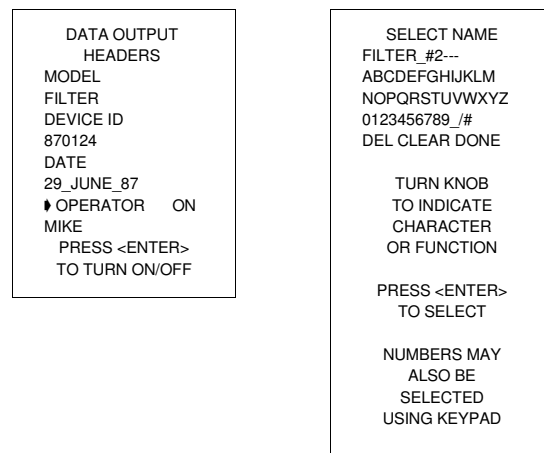 DATA OUTPUT
HEADERS
MODEL
FILTER
DEVICE ID
870124
DATE
29_JUNE_87
OPERATOR ON
MIKE
PRESS <ENTER>
TO TURN ON/OFF
SELECT NAME
FILTER_#2---
ABCDEFGHIJKLM
NOPQRSTUVWXYZ
0123456789_/#
DEL CLEAR DONE
TURN KNOB
TO INDICATE
CHARACTER
OR FUNCTION
PRESS <ENTER>
TO SELECT
NUMBERS MAY
ALSO BE
SELECTED
USING KEYPAD